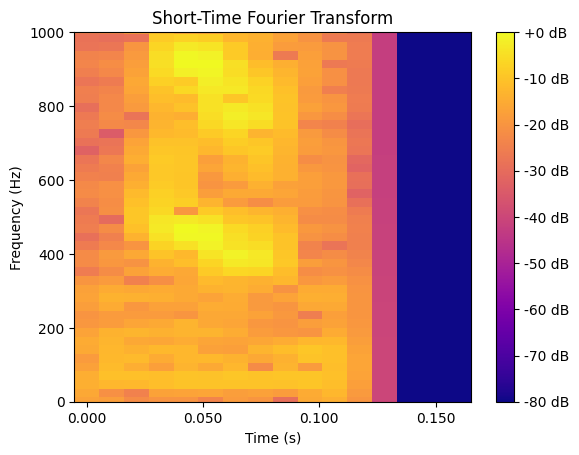 Short-Time Fourier Transform
1000
800
600
400
200
0
Frequency (Hz)
0.000
0.050
0.100
0.150
Time (s)
+0 dB
-10 dB
-20 dB
-30 dB
-40 dB
-50 dB
-60 dB
-70 dB
-80 dB